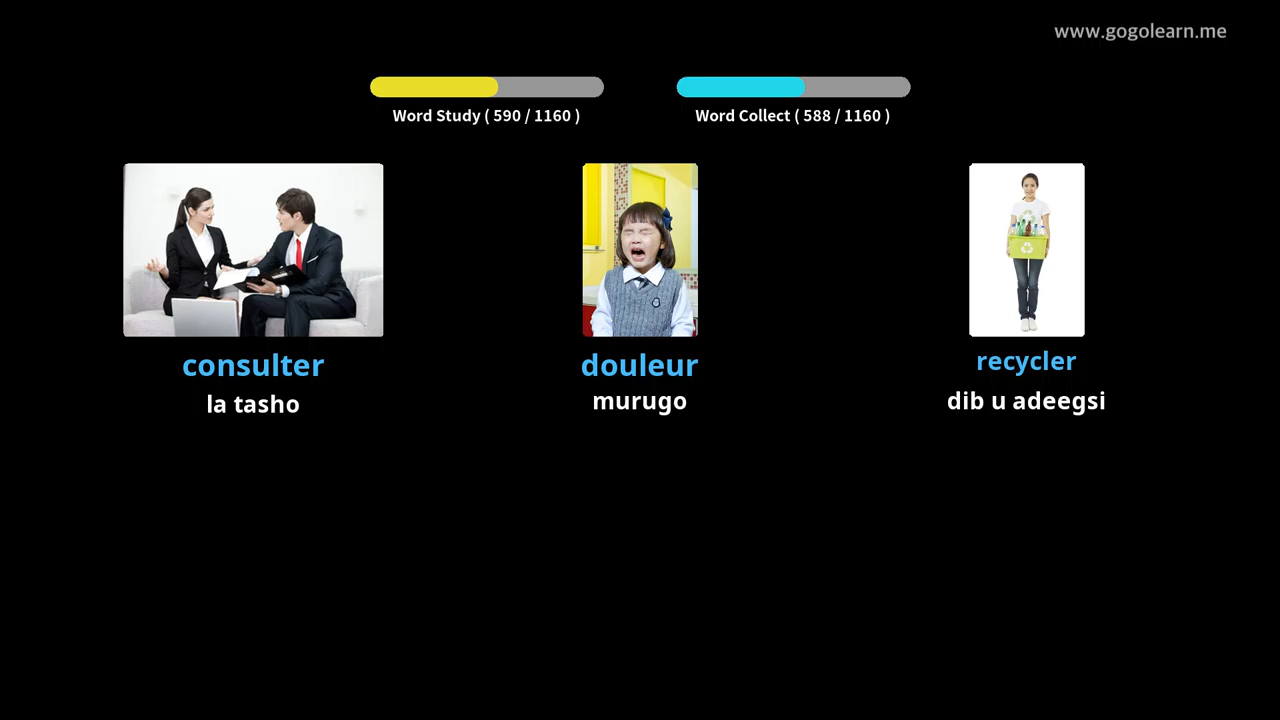 www.gogolearn.me
Word Study ( 590 / 1160 )
Word Collect ( 588 / 1160 )
consulter
la tasho
douleur
murugo
recycler
dib u adeegsi